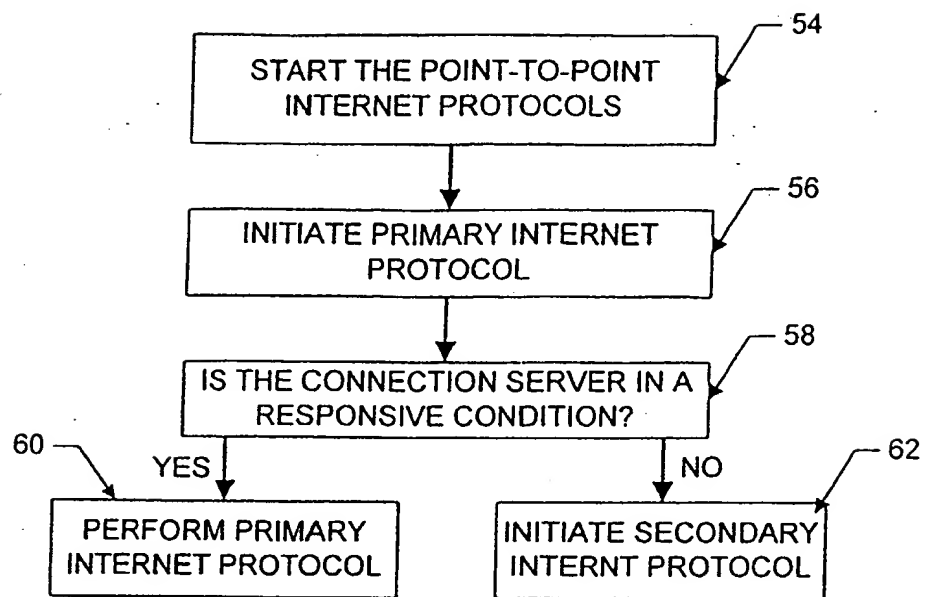 54
START THE POINT-TO-POINT
INTERNET PROTOCOLS
56
INITIATE PRIMARY INTERNET
PROTOCOL
58
IS THE CONNECTION SERVER IN A
RESPONSIVE CONDITION?
60
YES
NO
62
PERFORM PRIMARY
INTERNET PROTOCOL
INITIATE SECONDARY
INTERNT PROTOCOL